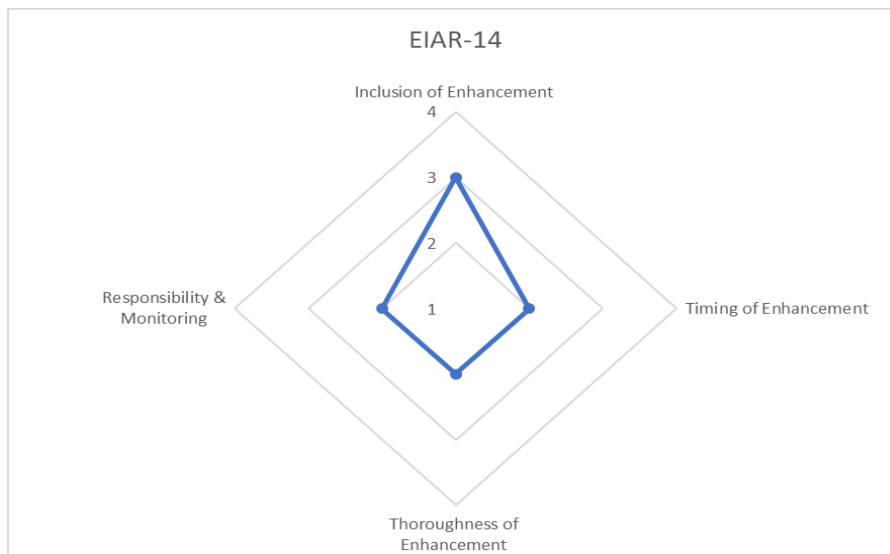 EIAR-14
Inclusion of Enhancement
4
3
2
1
Responsibility &
Monitoring
Timing of Enhancement
Thoroughness of
Enhancement